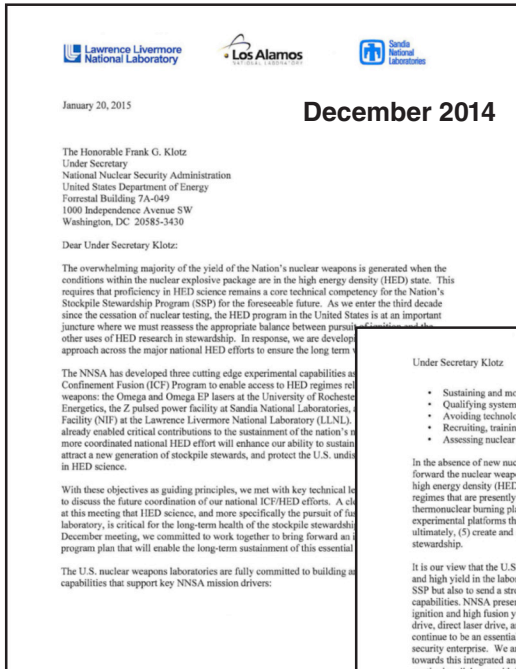 Lawrence Livermore
National Laboratory
Los Alamos
NATIONAL LABORATORY
Sandia
National
Laboratories
January 20, 2015
December 2014
The Honorable Frank G. Klotz
Under Secretary
National Nuclear Security Administration
United States Department of Energy
Forrestal Building 7A-049
1000 Independence Avenue SW
Washington, DC 20585-3430
Dear Under Secretary Klotz:
The overwhelming majority of the yield of the Nation's nuclear weapons is generated when the
conditions within the nuclear explosive package are in the high energy density (HED) state. This
requires that proficiency in HED science remains a core technical competency for the Nation's
Stockpile Stewardship Program (SSP) for the foreseeable future. As we enter the third decade
since the cessation of nuclear testing, the HED program in the United States is at an important
juncture where we must reassess the appropriate balance between pursuit of ignition and the
other uses of HED research in stewardship. In response, we are
approach across the major national HED efforts to ensure the long term
The NNSA has developed three cutting edge experimental capabilities as
Confinement Fusion (ICF) Program to enable access to HED regimes
weapons: the Omega and Omega EP lasers at the University of
Energetics, the Z pulsed power facility at Sandia National Laboratories,
Facility (NIF) at the Lawrence Livermore National Laboratory (LLNL).
already enabled critical contributions to the sustainment of the nation's
more coordinated national HED effort will enhance our ability to sustain
attract a new generation of stockpile stewards, and protect the U.S.
in HED science.
With these objectives as guiding principles, we met with key technical
to discuss the future coordination of our national ICF/HED efforts. A
at this meeting that HED science, and more specifically the pursuit of
laboratory, is critical for the long-term health of the stockpile
December meeting, we committed to work together to bring forward an
program plan that will enable the long-term sustainment of this essential
The U.S. nuclear weapons laboratories are fully committed to building
capabilities that support key NNSA mission drivers:
Under Secretary Klotz
• Sustaining and
• Qualifying system
• Avoiding
• Recruiting,
• Assessing nuclear
In the absence of new
forward the nuclear
high energy density (HED
regimes that are presently
thermonuclear burning
experimental platforms
ultimately, (5) create and
stewardship.
It is our view that the U.S.
and high yield in the
SSP but also to send a
capabilities. NNSA
ignition and high fusion
drive, direct laser drive,
continue to be an
security enterprise. We
towards this integrated